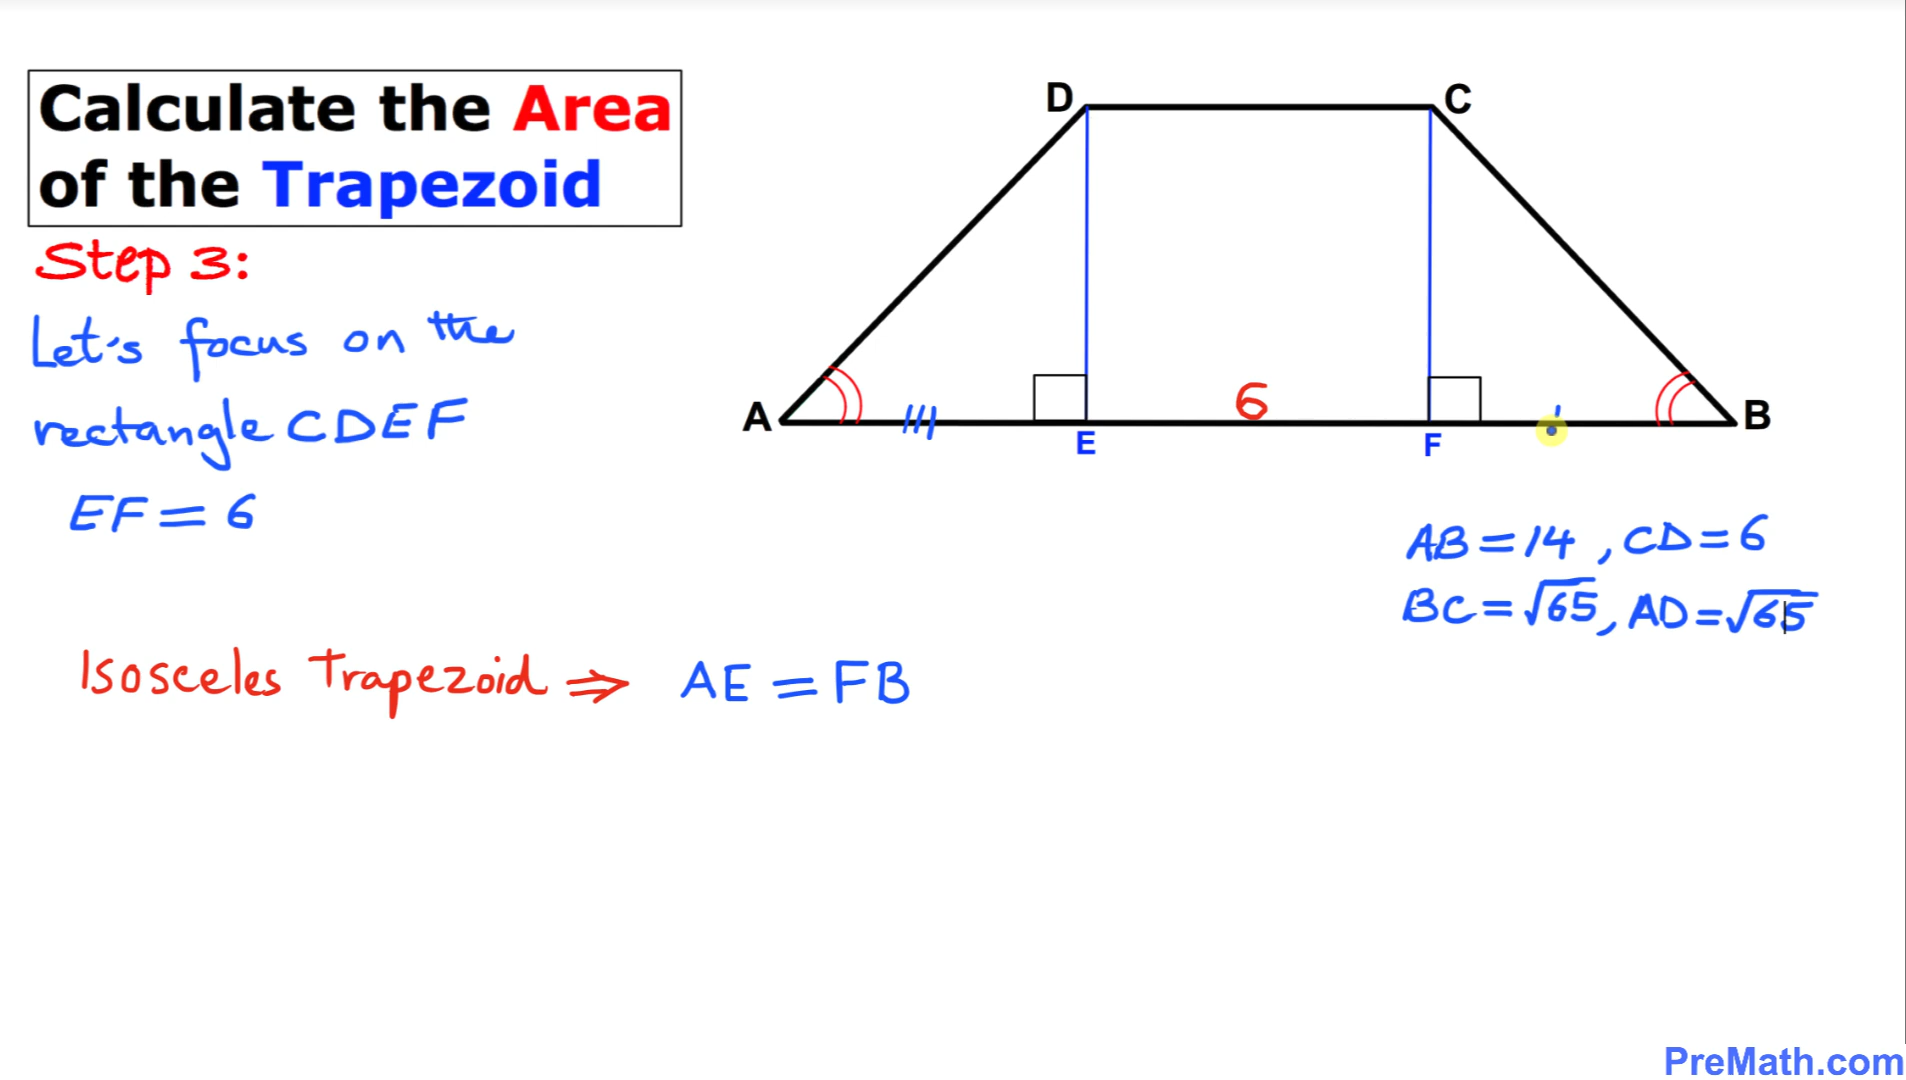 Calculate the Area
of the Trapezoid
Step 3:
Let's focus on the
rectangle CDEF
EF = 6
D
C
A
6
B
E
F
AB = 14 , CD = 6
BC = √65, AD = √65
Isosceles Trapezoid ⇒ AE = FB
PreMath.com